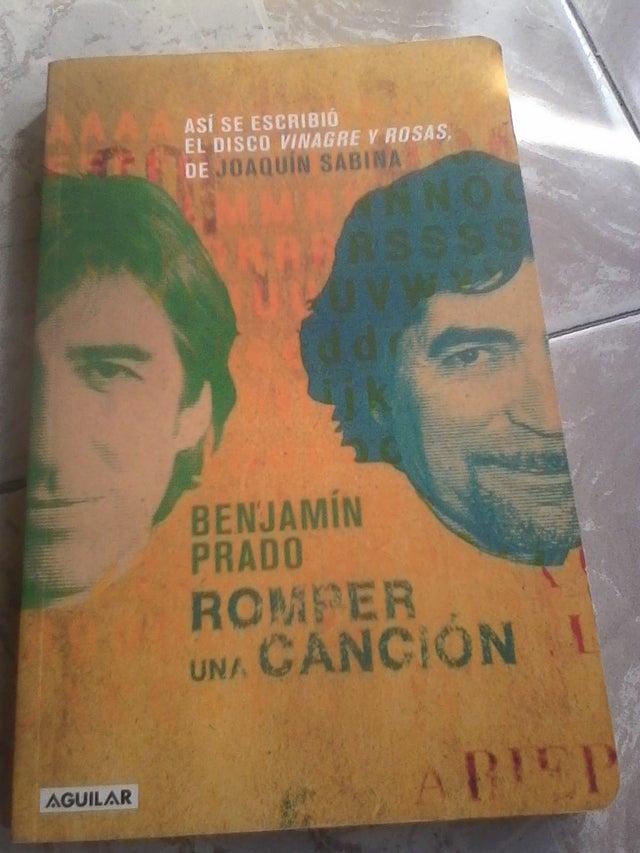 ASÍ SE ESCRIBIÓ
EL DISCO VINAGRE Y ROSAS,
DE JOAQUÍN SABINA
BENJAMÍN
PRADO
ROMPER
UNA CANCIÓN
AGUILAR